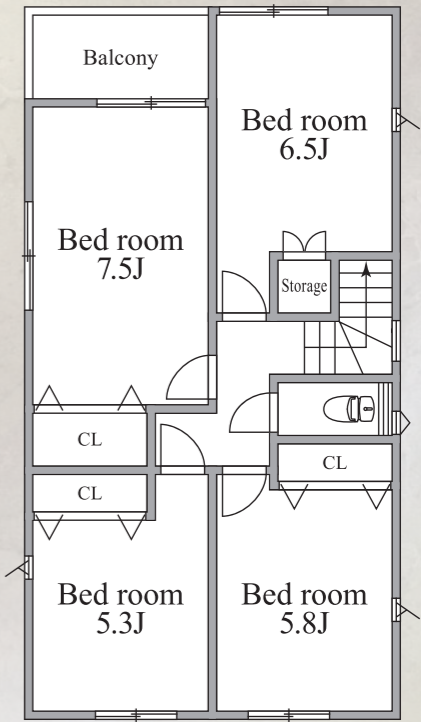 Balcony
Bed room
6.5J
Bed room
7.5J
Storage
CL
CL
CL
Bed room
5.3J
Bed room
5.8J